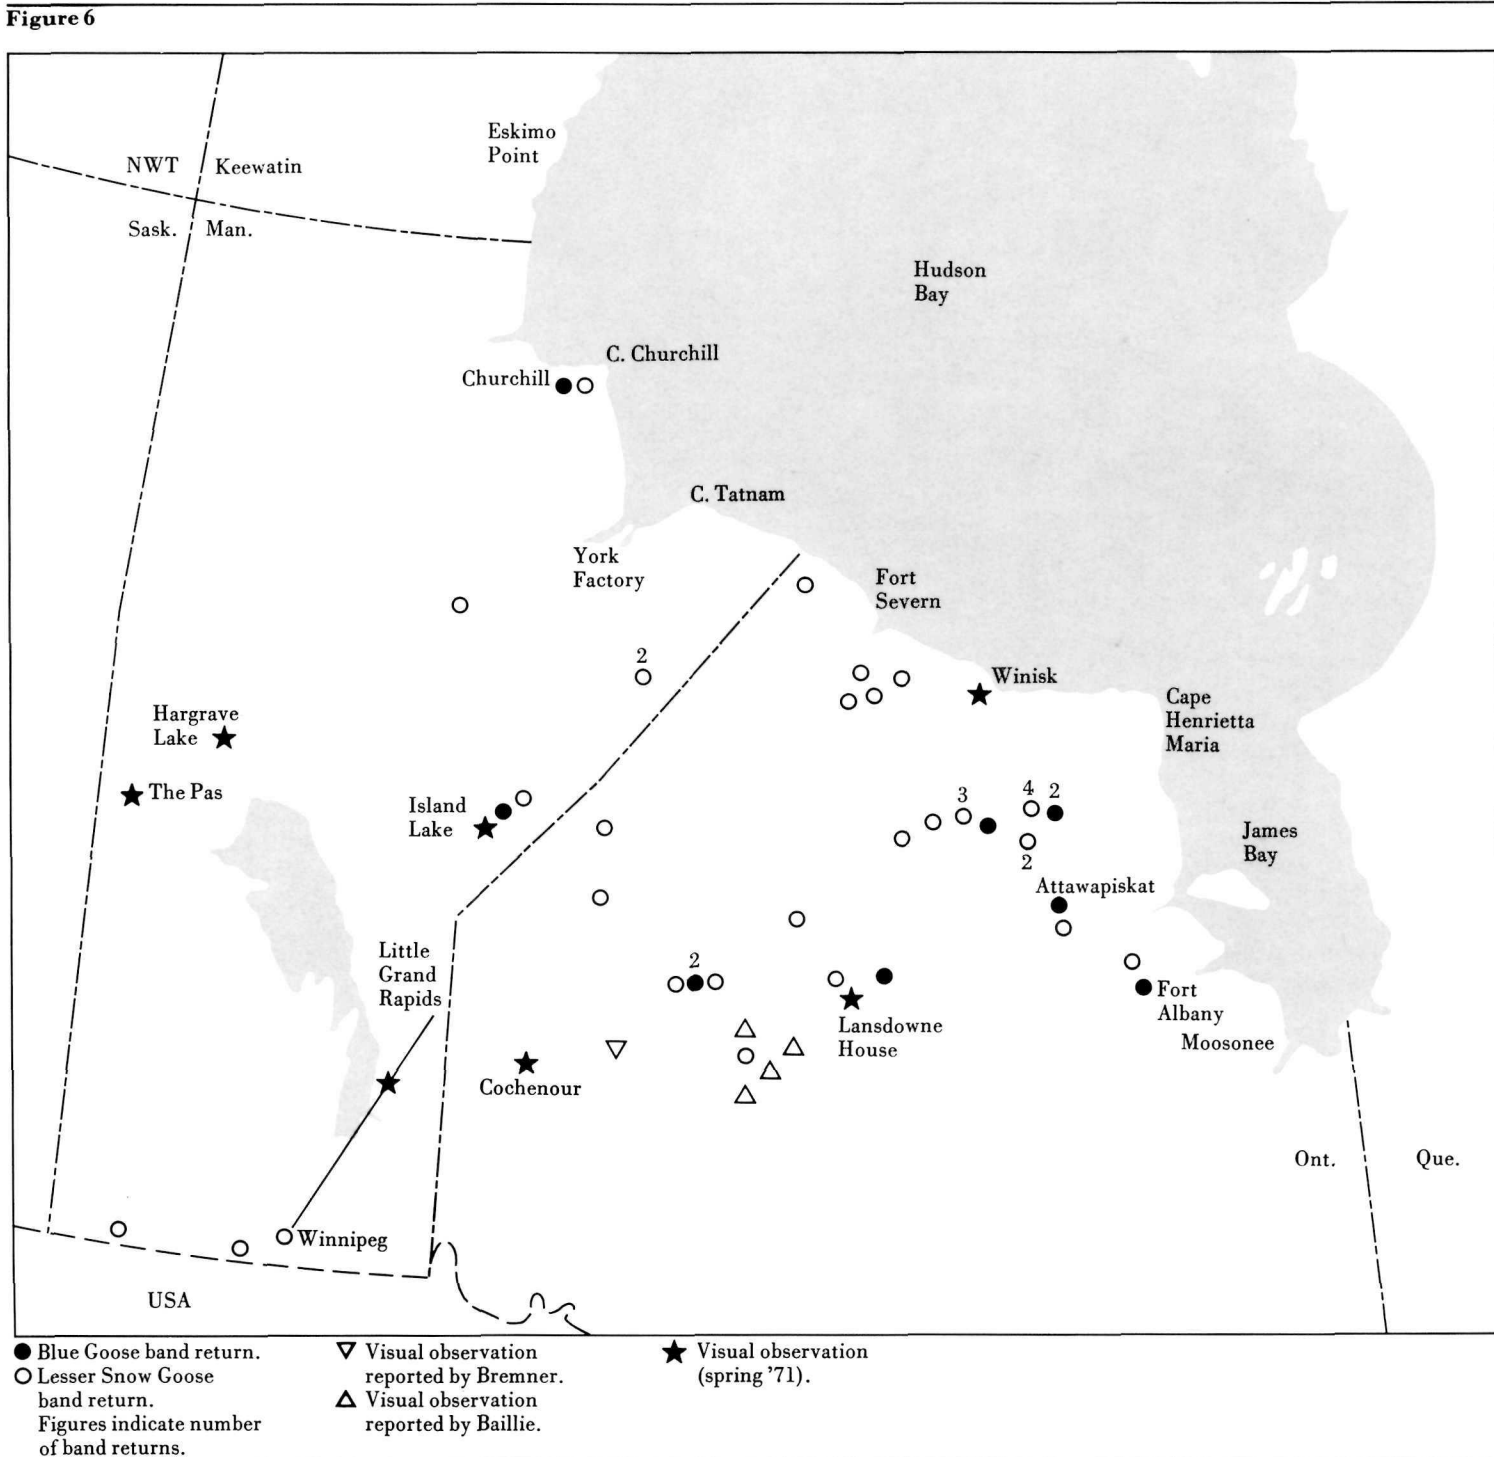 Figure 6
Eskimo
Point
NWT
Keewatin
Sask.
Man.
Hudson
Bay
C. Churchill
Churchill
C. Tatnam
York
Factory
Fort
Severn
2
Winisk
Cape
Henrietta
Maria
Hargrave
Lake
The Pas
Island
Lake
3
4
2
2
James
Bay
Attawapiskat
Little
Grand
Rapids
2
Lansdowne
House
Fort
Albany
Moosonee
Cochenour
Ont.
Que.
Winnipeg
USA
Blue Goose band return.
Lesser Snow Goose
band return.
Figures indicate number
of band returns.
Visual observation
reported by Bremner.
Visual observation
reported by Baillie.
Visual observation
(spring '71).